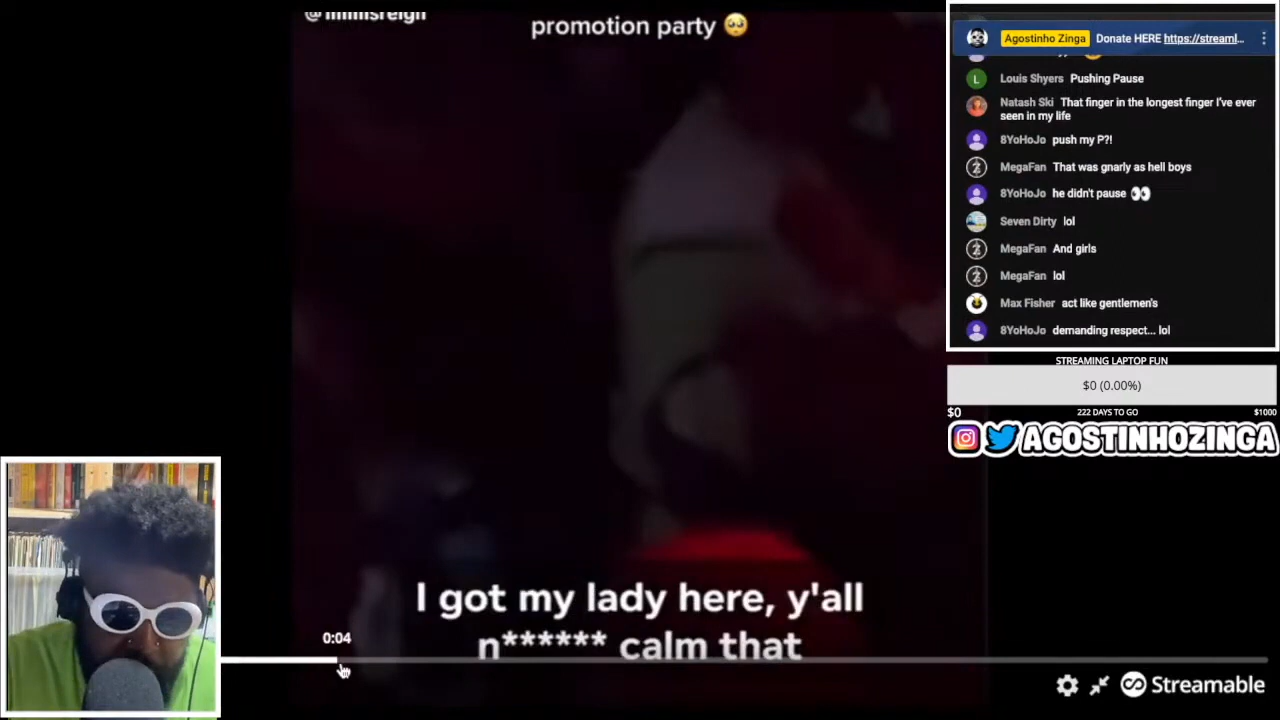 promotion party 🥺
Agostinho Zinga Donate HERE https://streaml...
Louis Shyers Pushing Pause
Natash Ski That finger in the longest finger I've ever
seen in my life
8YoHoJo push my P?!
MegaFan That was gnarly as hell boys
8YoHoJo he didn't pause 👀
Seven Dirty lol
MegaFan And girls
MegaFan lol
Max Fisher act like gentlemen's
8YoHoJo demanding respect... lol
STREAMING LAPTOP FUN
$0 (0.00%)
$0 222 DAYS TO GO $1000
AGOSTINHOZINGA
I got my lady here, y'all
n****** calm that
0:04
Streamable